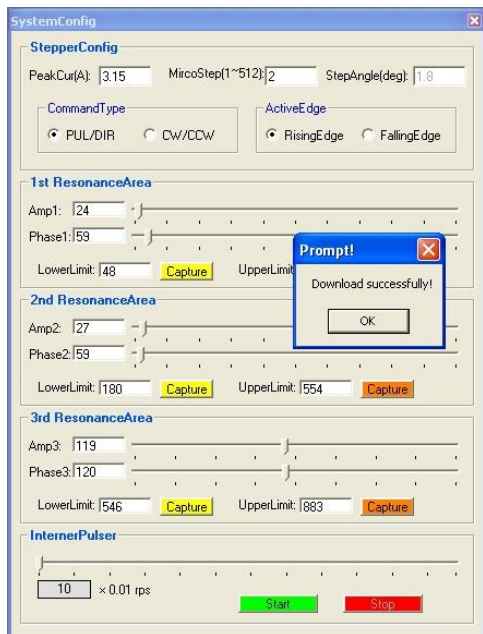 SystemConfig
StepperConfig
PeakCur(A): 3.15 MircoStep(1~512): 2 StepAngle(deg): 1.8
CommandType ActiveEdge
PUL/DIR CW/CCW RisingEdge FallingEdge
1st ResonanceArea
Amp1: 24
Phase1: 59
LowerLimit: 48 Capture UpperLimit
Prompt!
Download successfully!
OK
2nd ResonanceArea
Amp2: 27
Phase2: 59
LowerLimit: 180 Capture UpperLimit: 554 Capture
3rd ResonanceArea
Amp3: 119
Phase3: 120
LowerLimit: 546 Capture UpperLimit: 883 Capture
InternerPulser
10 × 0.01 rps
Start Stop